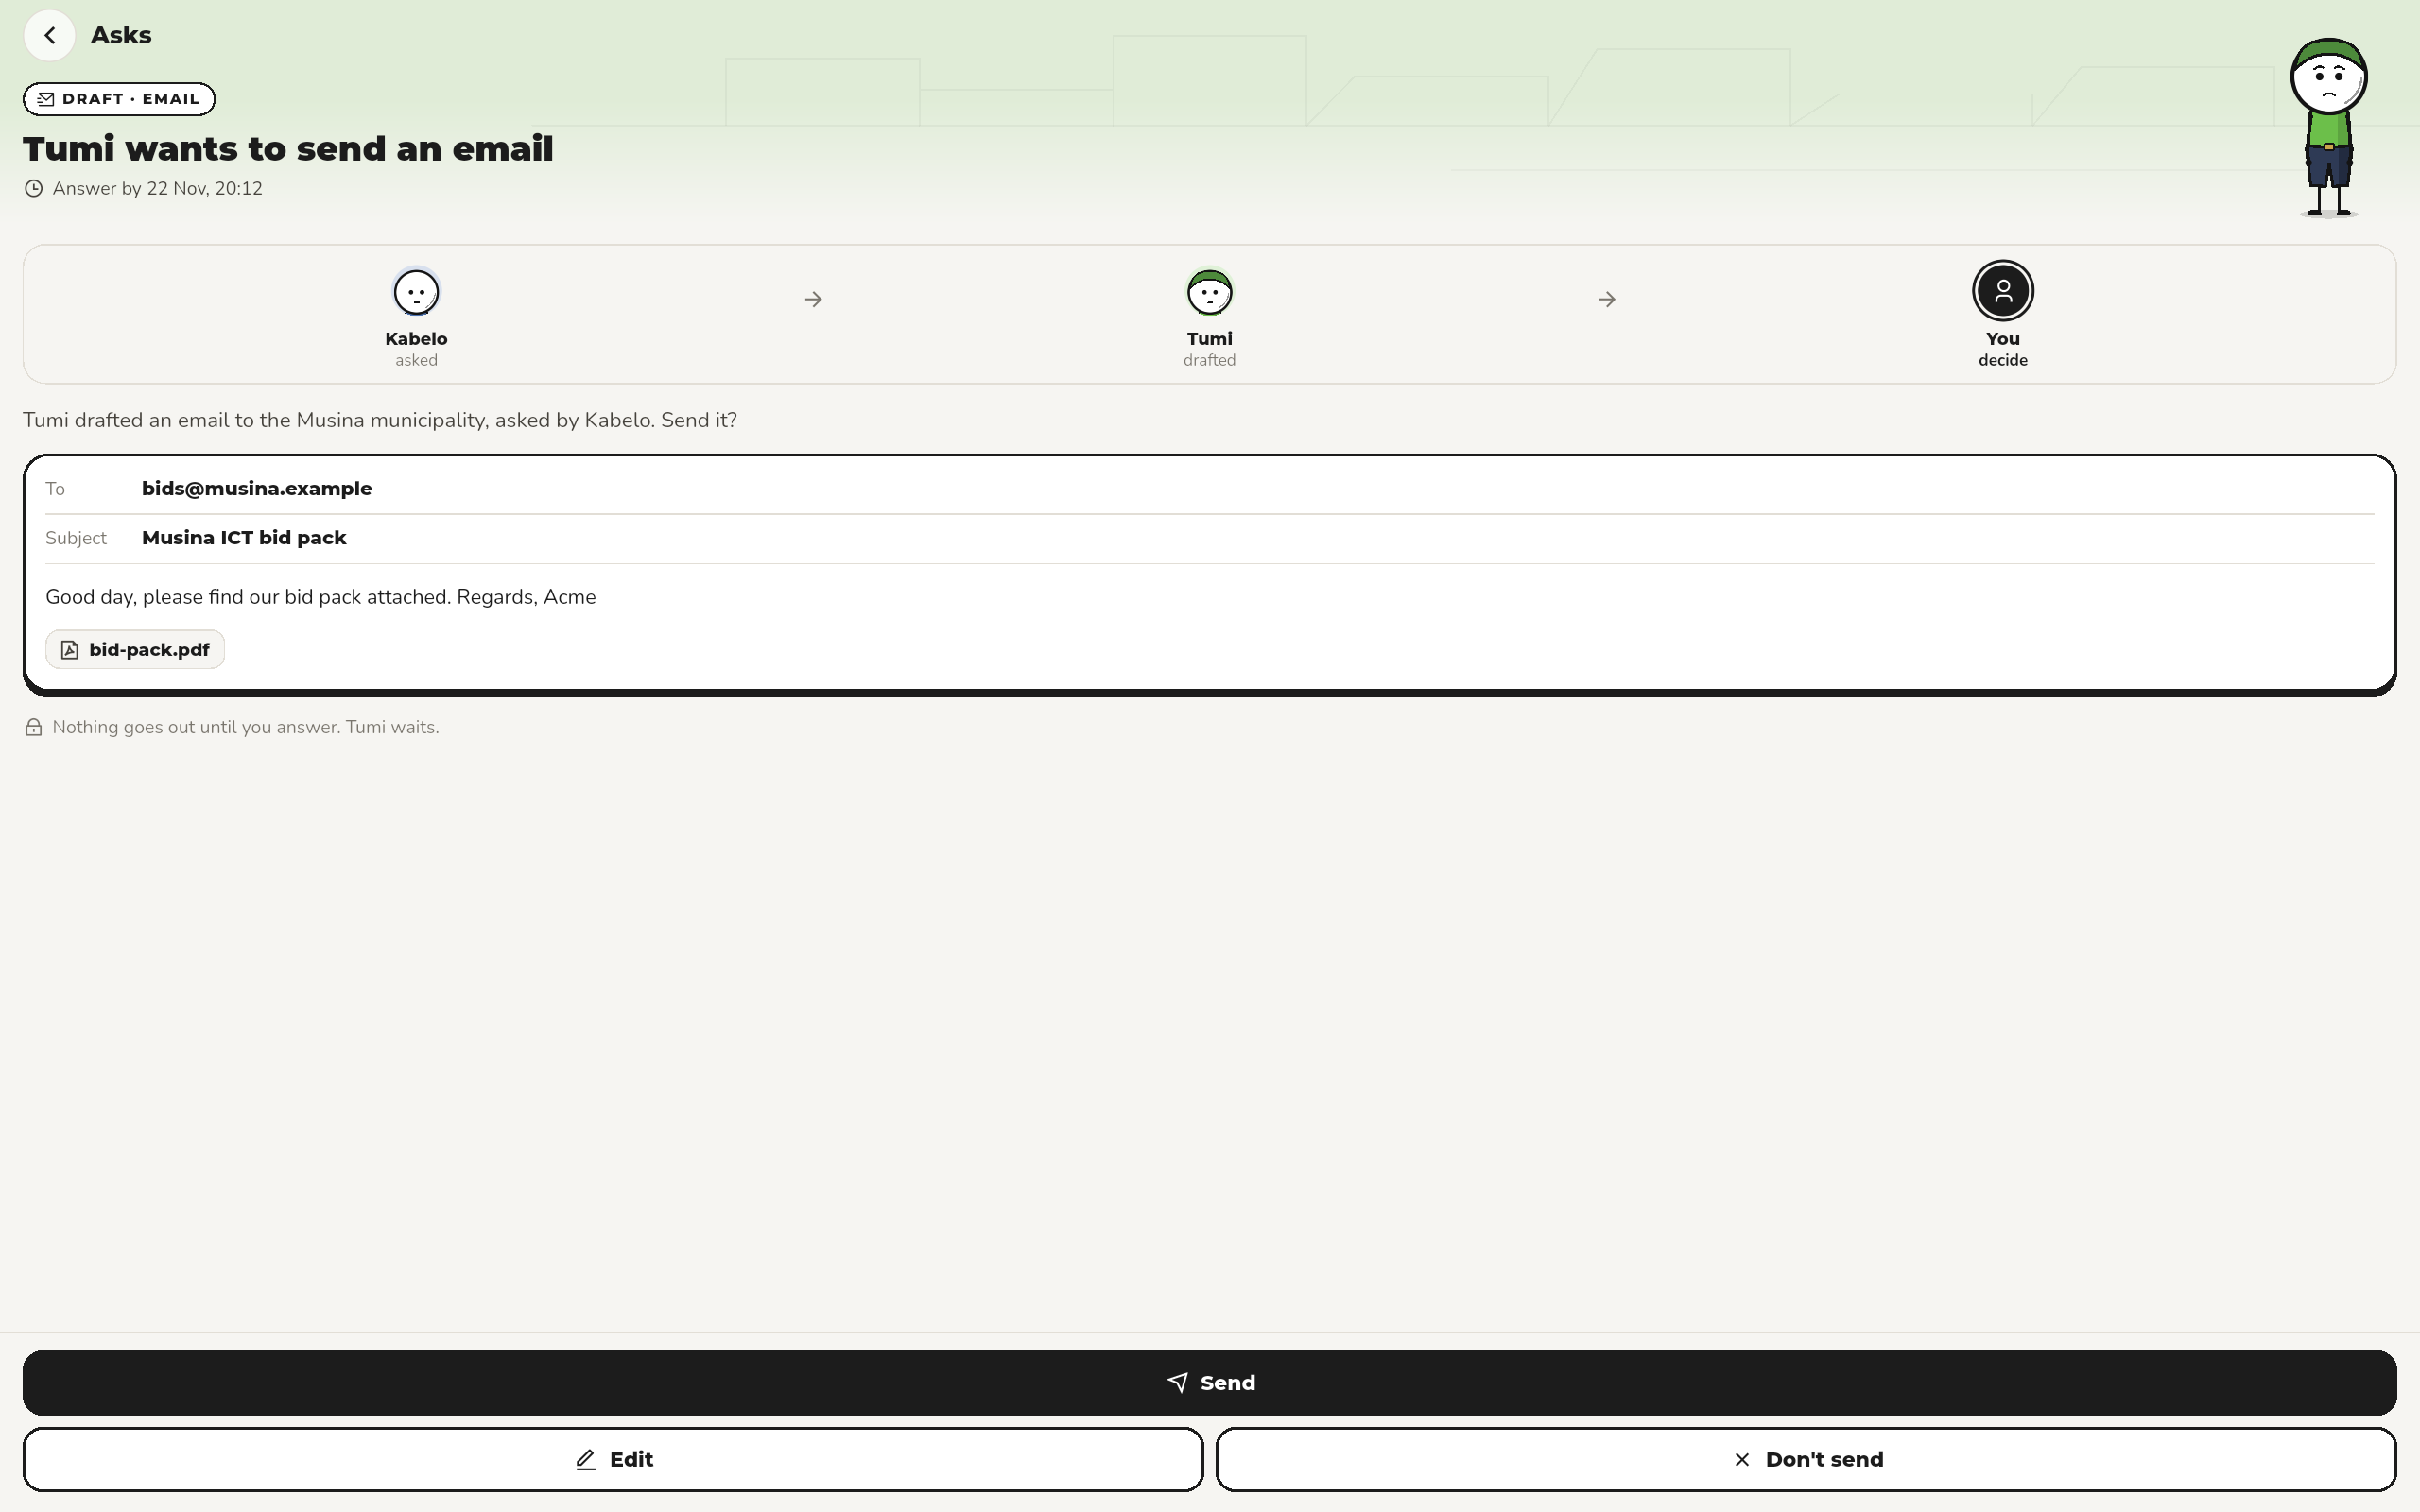 Asks
DRAFT · EMAIL
Tumi wants to send an email
Answer by 22 Nov, 20:12
Kabelo
asked
Tumi
drafted
You
decide
Tumi drafted an email to the Musina municipality, asked by Kabelo. Send it?
To bids@musina.example
Subject Musina ICT bid pack
Good day, please find our bid pack attached. Regards, Acme
bid-pack.pdf
Nothing goes out until you answer. Tumi waits.
Send
Edit
Don't send